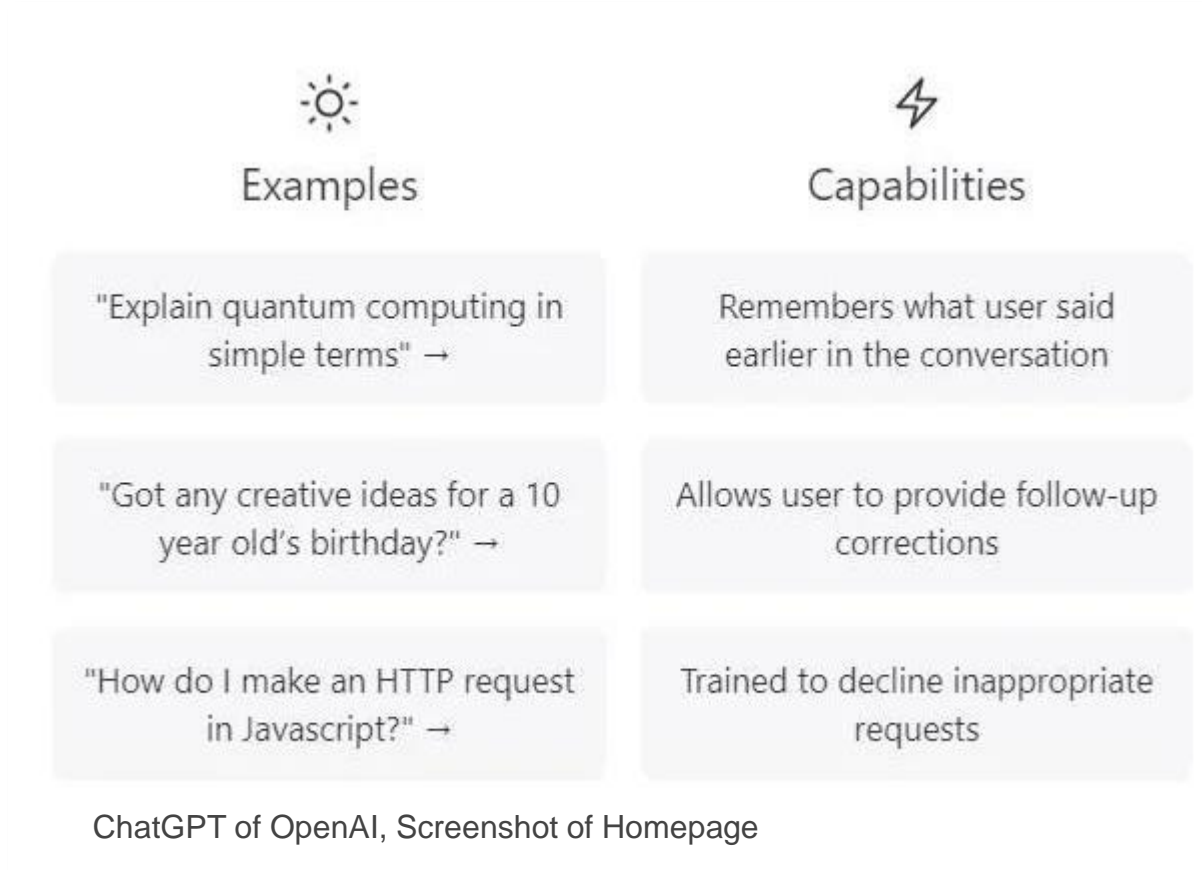 Examples
"Explain quantum computing in
simple terms" →
"Got any creative ideas for a 10
year old’s birthday?" →
"How do I make an HTTP request
in Javascript?" →
Capabilities
Remembers what user said
earlier in the conversation
Allows user to provide follow-up
corrections
Trained to decline inappropriate
requests
ChatGPT of OpenAI, Screenshot of Homepage